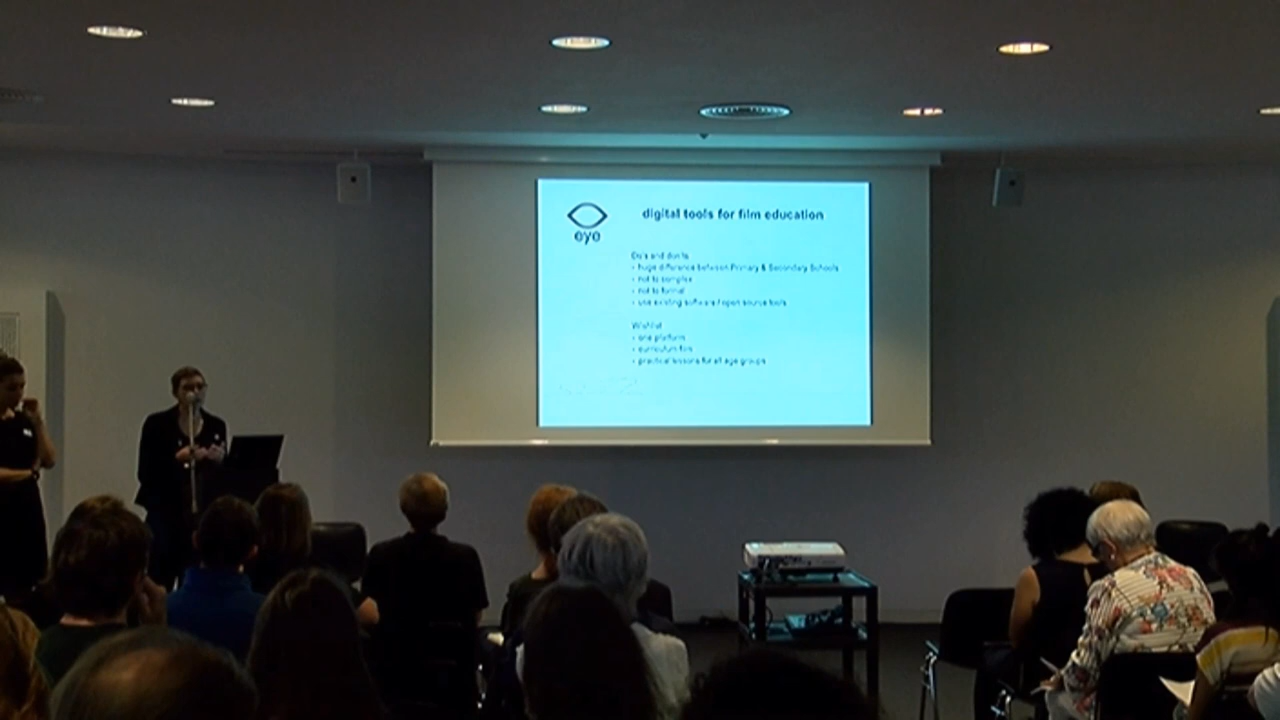 digital tools for film education
eye
Do's and don'ts
- huge difference between Primary & Secondary Schools
- not to complex
- not to formal
- use existing software / open source tools
Wishlist
- one platform
- curriculum film
- practical lessons for all age groups